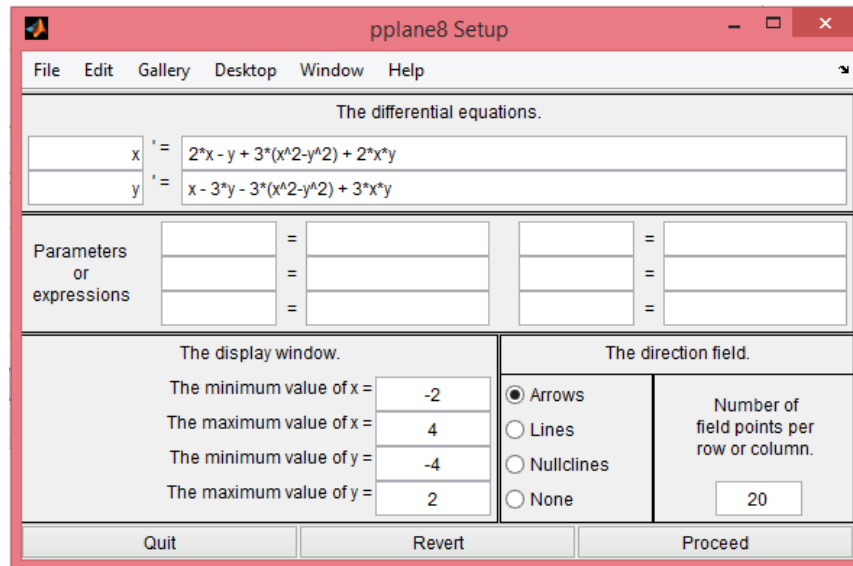 pplane8 Setup
File Edit Gallery Desktop Window Help
The differential equations.
x ' = 2*x - y + 3*(x^2-y^2) + 2*x*y
y ' = x - 3*y - 3*(x^2-y^2) + 3*x*y
Parameters
or
expressions
= =
= =
= =
The display window.
The minimum value of x = -2
The maximum value of x = 4
The minimum value of y = -4
The maximum value of y = 2
The direction field.
Arrows
Lines
Nullclines
None
Number of
field points per
row or column.
20
Quit Revert Proceed